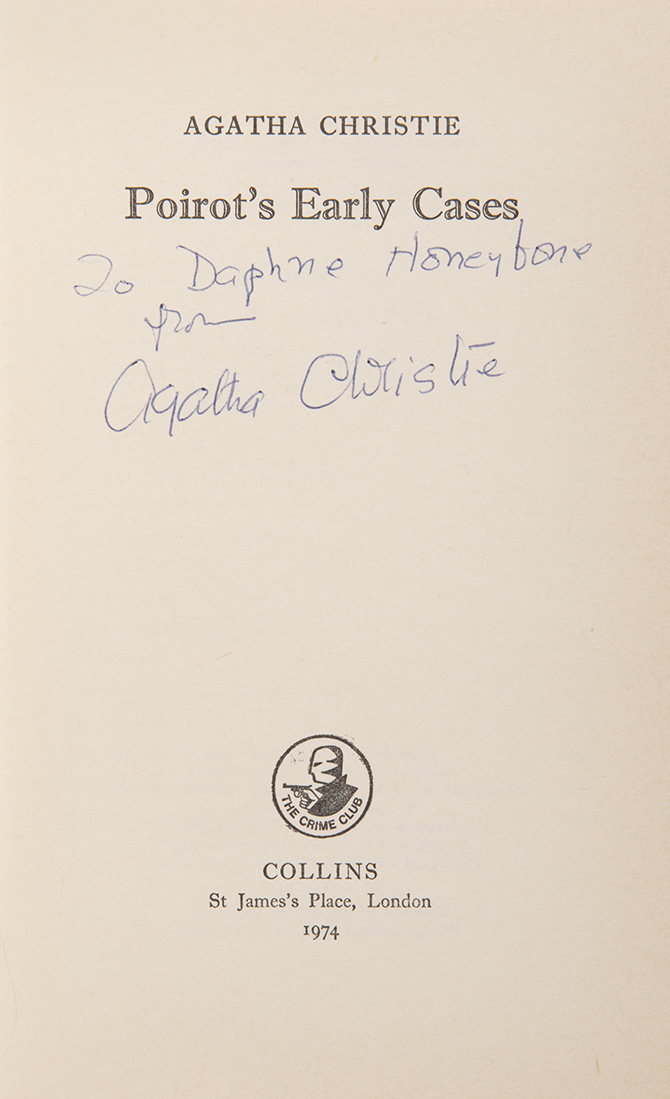 AGATHA CHRISTIE
Poirot's Early Cases
To Daphne Honeybone
from
Agatha Christie
THE CRIME CLUB
COLLINS
St James's Place, London
1974